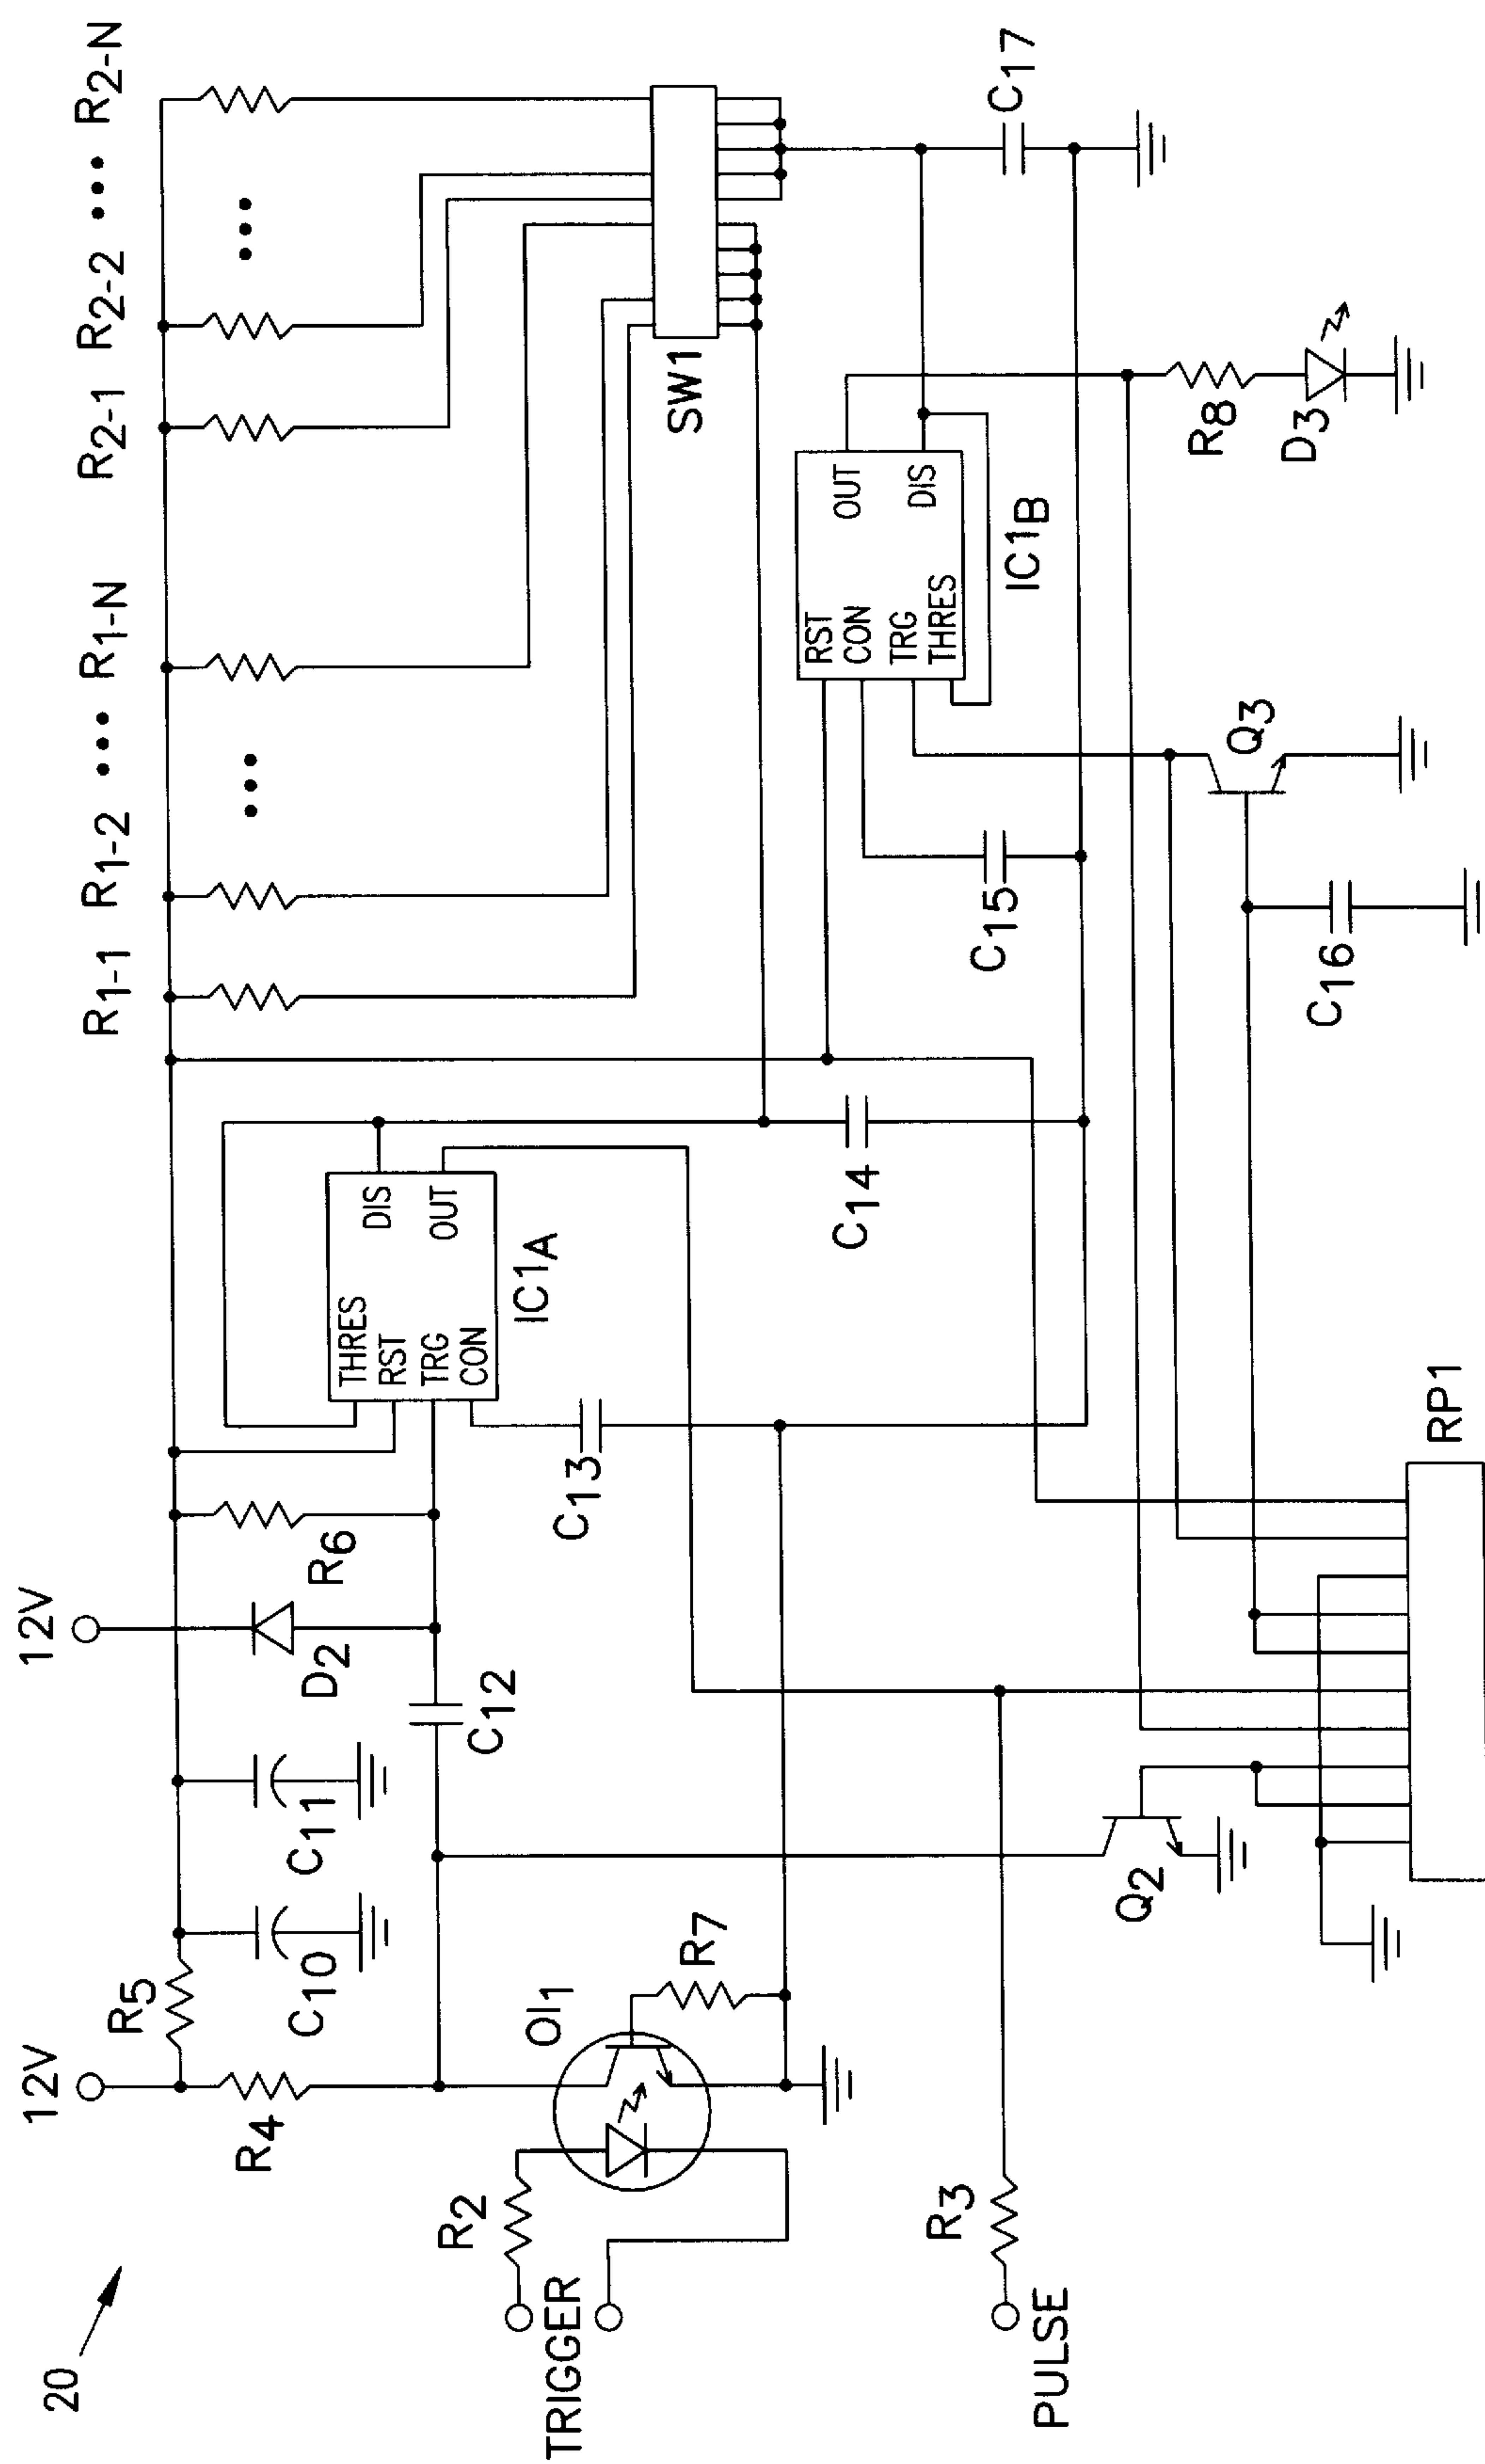 20
12V
12V
R5
R4
C10
C11
D2
R6
C12
R1-1 R1-2 ••• R1-N
R2-1 R2-2 ••• R2-N
•••
•••
THRES
RST
TRG
CON
DIS
OUT
IC1A
SW1
R2
TRIGGER
OI1
R7
C13
C14
RST
CON
TRG
THRES
OUT
DIS
IC1B
C15
C17
R3
PULSE
Q2
RP1
C16
Q3
R8
D3